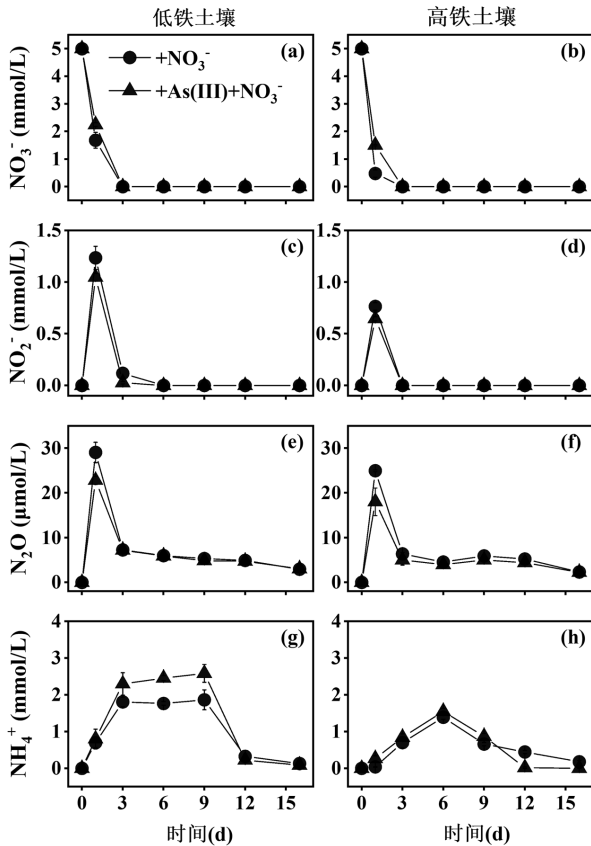 低铁土壤
高铁土壤
(a)
+NO₃⁻
+As(III)+NO₃⁻
(b)
NO₃⁻ (mmol/L)
5
4
3
2
1
0
(c)
(d)
NO₂⁻ (mmol/L)
1.5
1.0
0.5
0.0
(e)
(f)
N₂O (μmol/L)
30
20
10
0
(g)
(h)
NH₄⁺ (mmol/L)
4
3
2
1
0
0 3 6 9 12 15
0 3 6 9 12 15
时间(d)
时间(d)